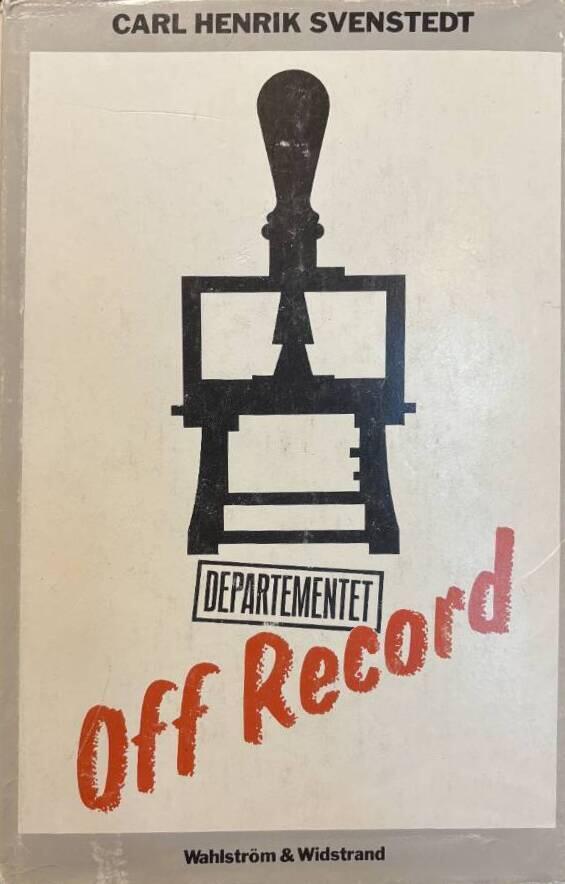 CARL HENRIK SVENSTEDT
DEPARTEMENTET
Off Record
Wahlström & Widstrand